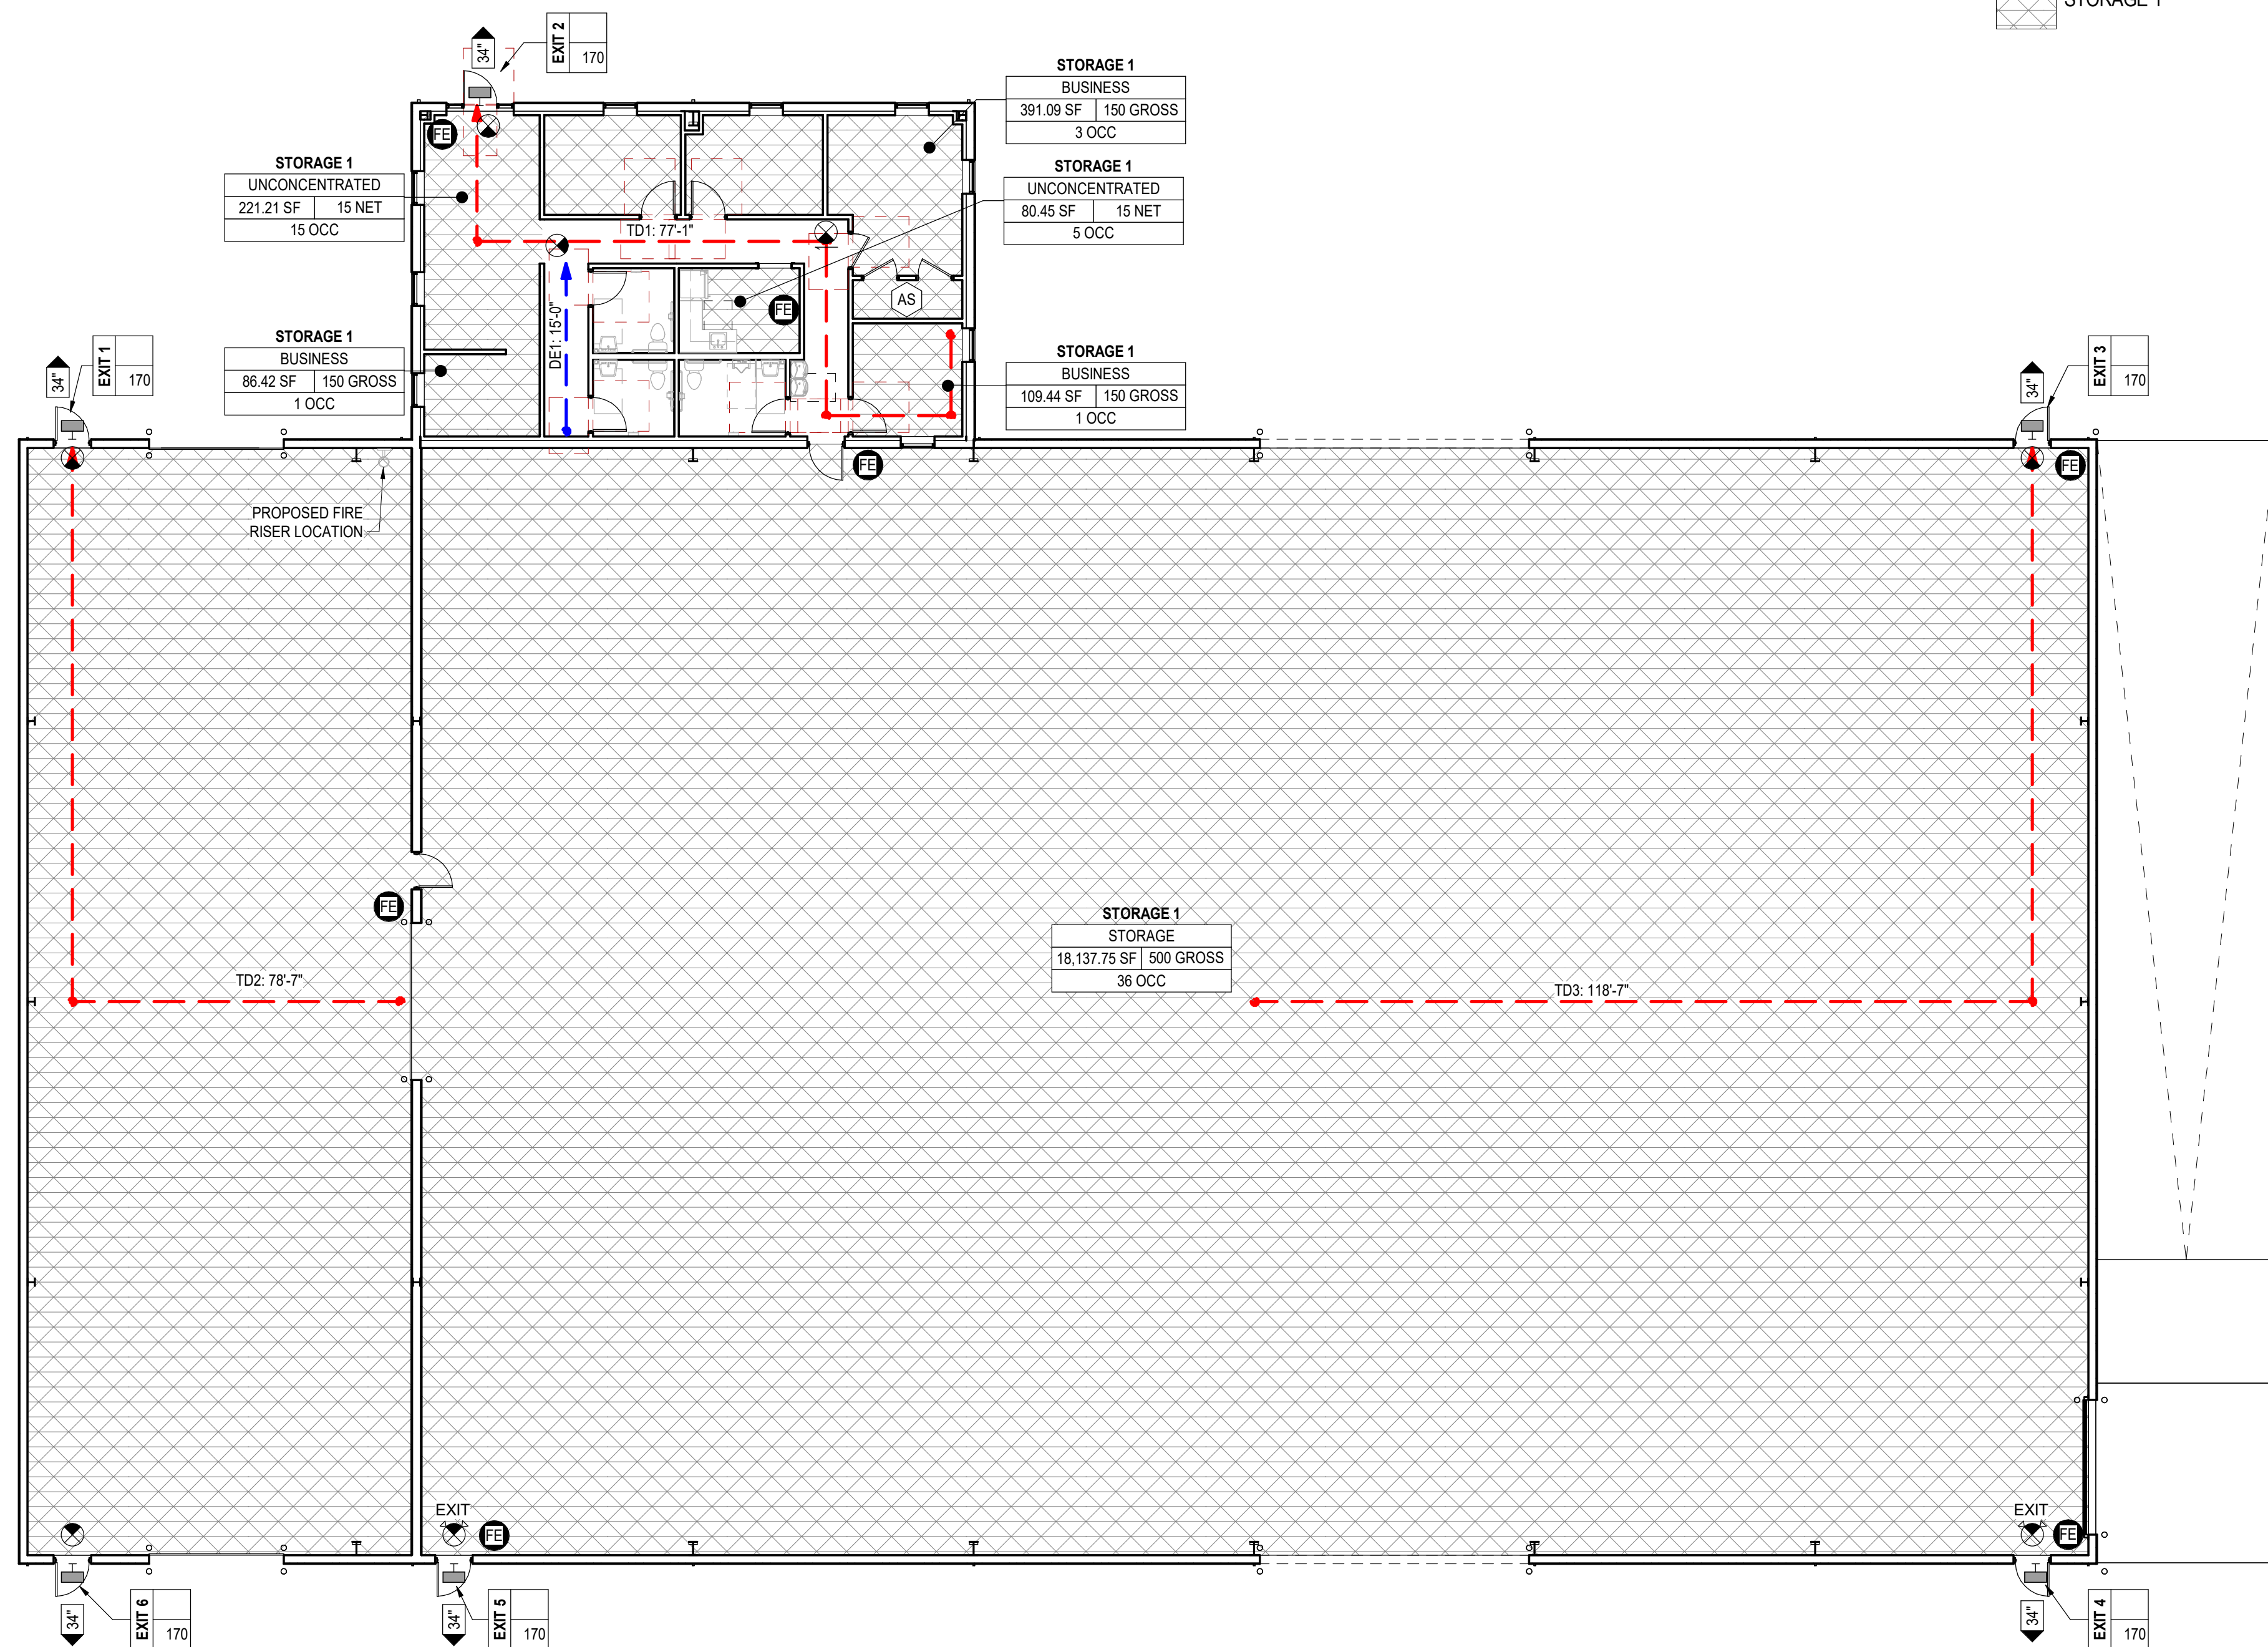 STORAGE 1
34"
EXIT 2
170
STORAGE 1
BUSINESS
391.09 SF 150 GROSS
3 OCC
FE
STORAGE 1
UNCONCENTRATED
221.21 SF 15 NET
15 OCC
STORAGE 1
UNCONCENTRATED
80.45 SF 15 NET
5 OCC
TD1: 77'-1"
AS
FE
DE1: 15'-0"
STORAGE 1
BUSINESS
86.42 SF 150 GROSS
1 OCC
STORAGE 1
BUSINESS
109.44 SF 150 GROSS
1 OCC
34"
EXIT 1
170
34"
EXIT 3
170
FE
FE
PROPOSED FIRE
RISER LOCATION
FE
STORAGE 1
STORAGE
18,137.75 SF 500 GROSS
36 OCC
TD2: 78'-7"
TD3: 118'-7"
EXIT
FE
EXIT
FE
34"
EXIT 6
170
34"
EXIT 5
170
34"
EXIT 4
170